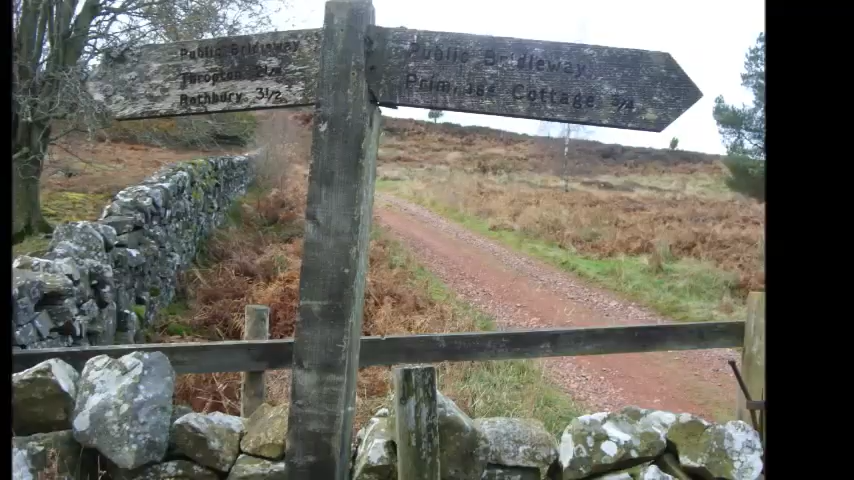 Public Bridleway
Thropton
Rothbury 3½
Public Bridleway
Primrose Cottage ¾